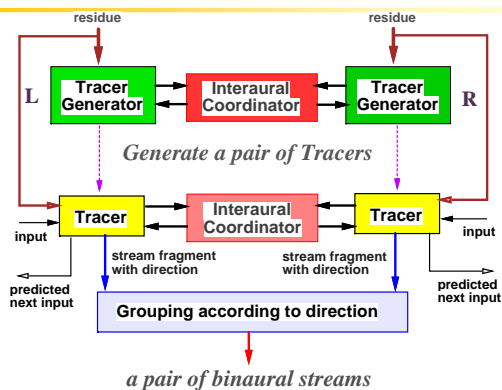 residue
residue
L
Tracer
Generator
Interaural
Coordinator
Tracer
Generator
R
Generate a pair of Tracers
Tracer
Interaural
Coordinator
Tracer
input
input
stream fragment
with direction
stream fragment
with direction
predicted
next input
predicted
next input
Grouping according to direction
a pair of binaural streams